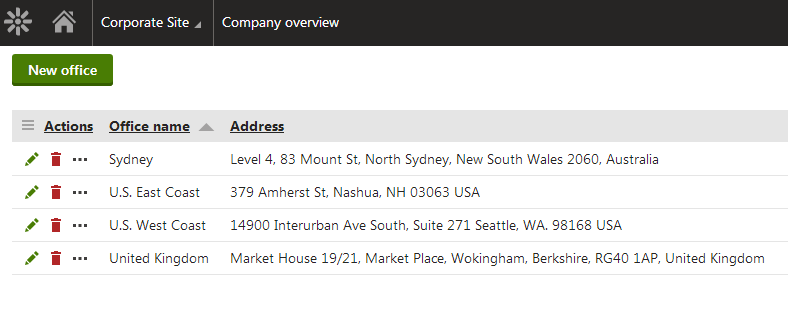 Corporate Site Company overview
New office
Actions Office name Address
Sydney Level 4, 83 Mount St, North Sydney, New South Wales 2060, Australia
U.S. East Coast 379 Amherst St, Nashua, NH 03063 USA
U.S. West Coast 14900 Interurban Ave South, Suite 271 Seattle, WA. 98168 USA
United Kingdom Market House 19/21, Market Place, Wokingham, Berkshire, RG40 1AP, United Kingdom